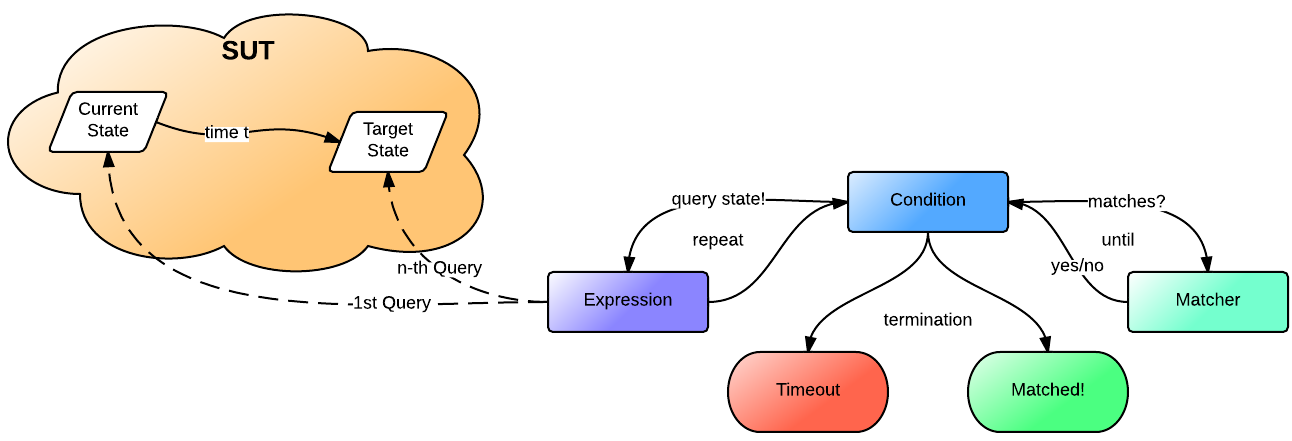 SUT
Current
State
time t
Target
State
query state!
Condition
matches?
repeat
until
n-th Query
yes/no
-1st Query
Expression
Matcher
termination
Timeout
Matched!